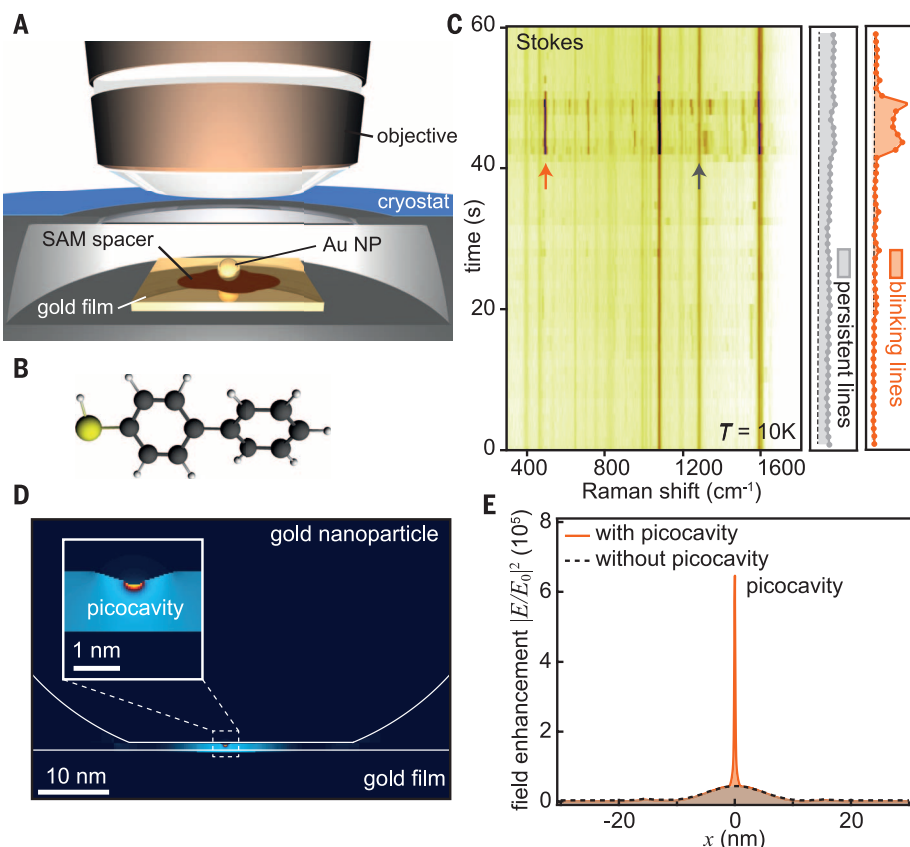 A
objective
cryostat
SAM spacer
Au NP
gold film
B
C
Stokes
T = 10K
time (s)
60
40
20
0
400
800
1200
1600
Raman shift (cm⁻¹)
persistent lines
blinking lines
D
gold nanoparticle
picocavity
1 nm
10 nm
gold film
E
with picocavity
without picocavity
picocavity
field enhancement |E/E₀|² (10⁵)
8
6
4
2
0
-20
0
20
x (nm)